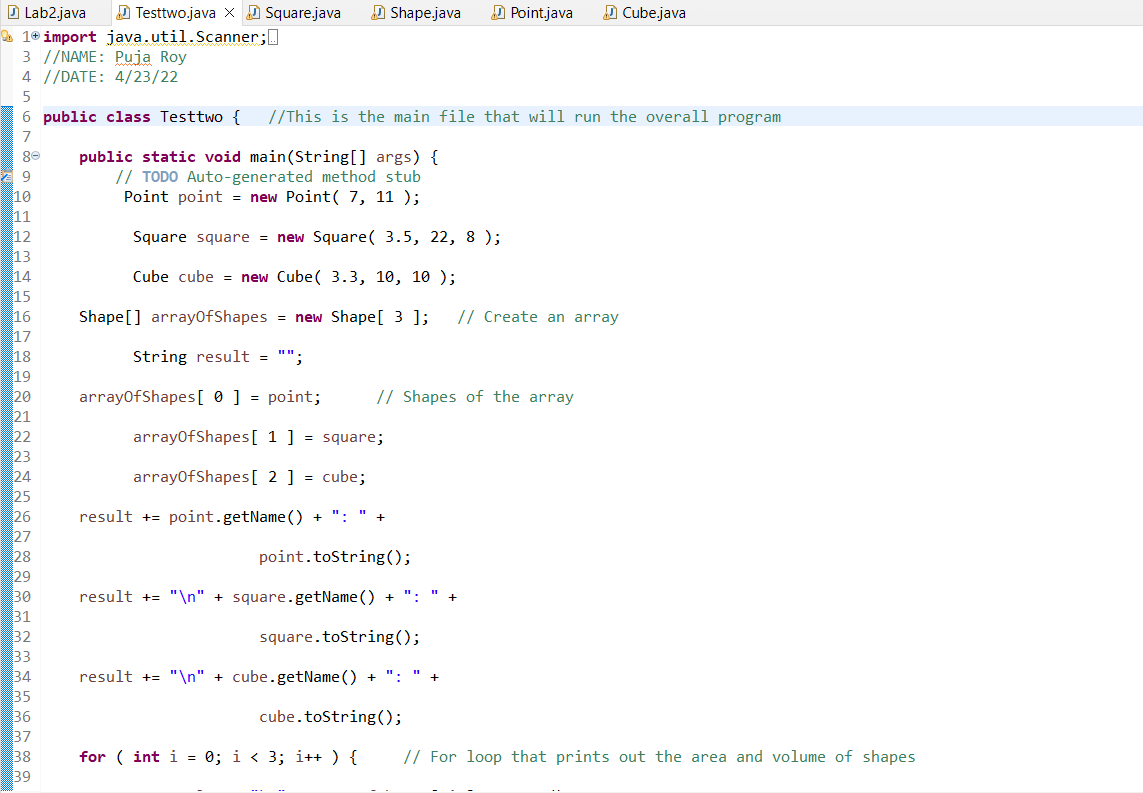 Lab2.java Testtwo.java Square.java Shape.java Point.java Cube.java
1 import java.util.Scanner;
3 //NAME: Puja Roy
4 //DATE: 4/23/22
5
6 public class Testtwo { //This is the main file that will run the overall program
7
8 public static void main(String[] args) {
9 // TODO Auto-generated method stub
10 Point point = new Point( 7, 11 );
11
12 Square square = new Square( 3.5, 22, 8 );
13
14 Cube cube = new Cube( 3.3, 10, 10 );
15
16 Shape[] arrayOfShapes = new Shape[ 3 ]; // Create an array
17
18 String result = "";
19
20 arrayOfShapes[ 0 ] = point; // Shapes of the array
21
22 arrayOfShapes[ 1 ] = square;
23
24 arrayOfShapes[ 2 ] = cube;
25
26 result += point.getName() + ": " +
27
28 point.toString();
29
30 result += "\n" + square.getName() + ": " +
31
32 square.toString();
33
34 result += "\n" + cube.getName() + ": " +
35
36 cube.toString();
37
38 for ( int i = 0; i < 3; i++ ) { // For loop that prints out the area and volume of shapes
39